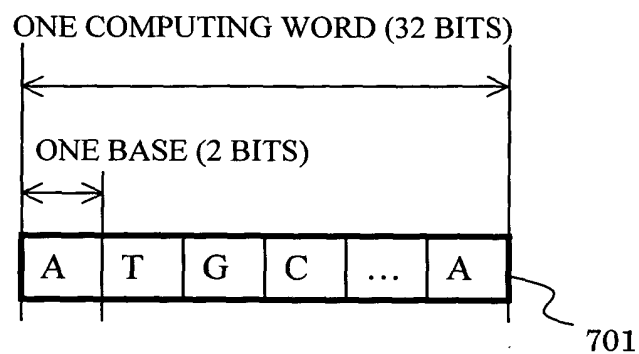 ONE COMPUTING WORD (32 BITS)
ONE BASE (2 BITS)
A T G C ... A
701